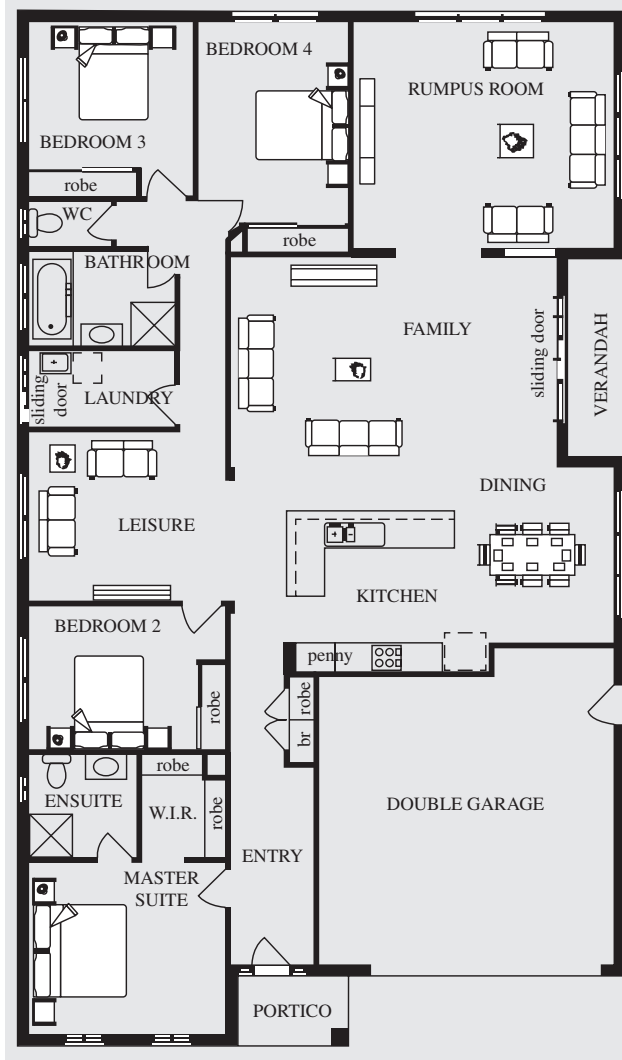 BEDROOM 4
RUMPUS ROOM
BEDROOM 3
robe
WC
robe
BATHROOM
FAMILY
sliding door
VERANDAH
sliding
door
LAUNDRY
DINING
LEISURE
KITCHEN
BEDROOM 2
penny
robe
robe
br
robe
ENSUITE
W.I.R.
robe
DOUBLE GARAGE
ENTRY
MASTER
SUITE
PORTICO